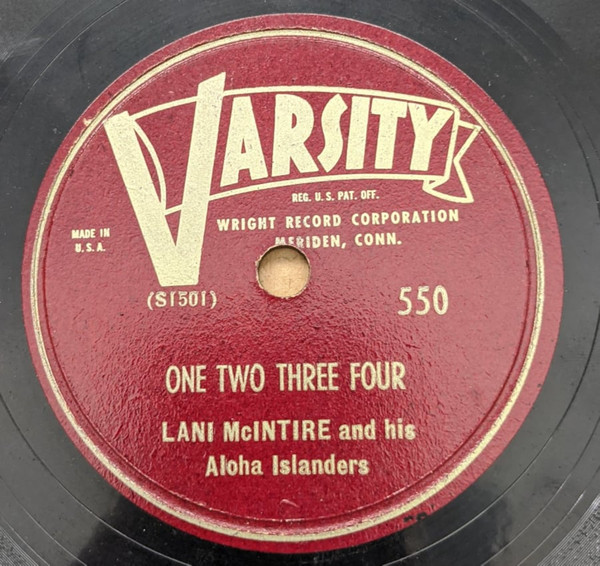 VARSITY
REG. U. S. PAT. OFF.
WRIGHT RECORD CORPORATION
MERIDEN, CONN.
MADE IN
U. S. A.
(S1501)
550
ONE TWO THREE FOUR
LANI McINTIRE and his
Aloha Islanders